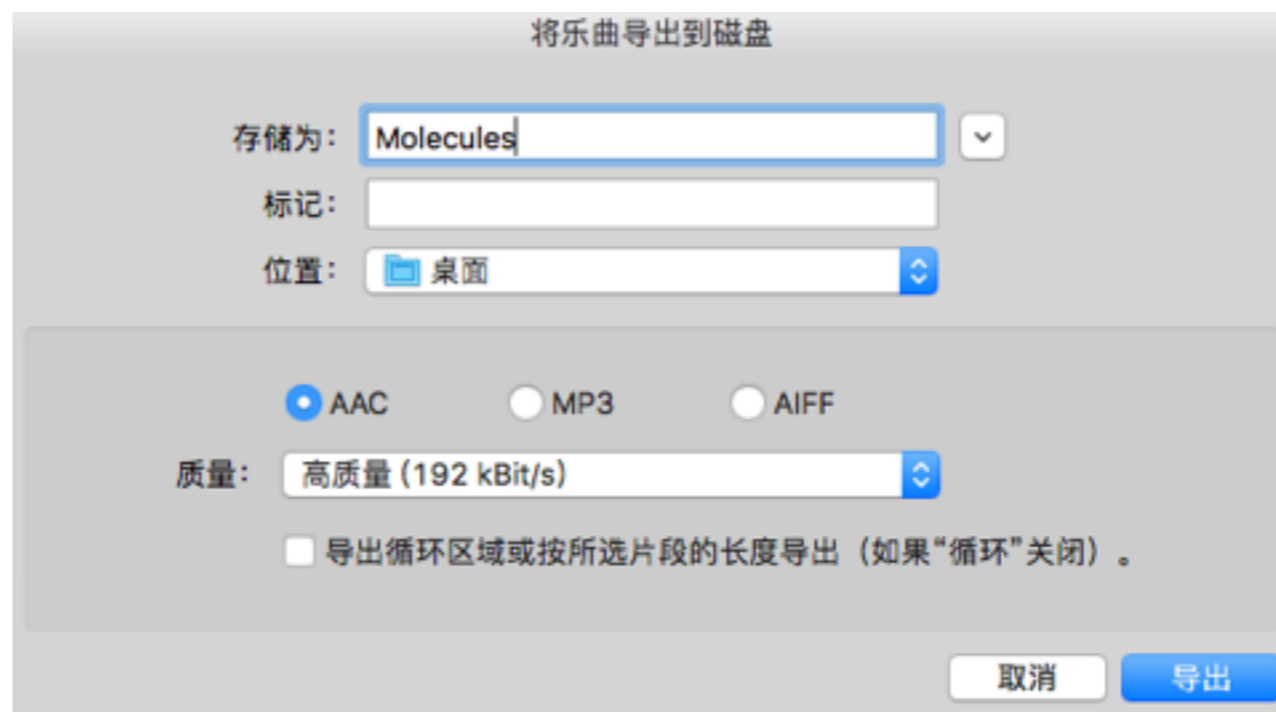 将乐曲导出到磁盘
存储为： Molecules
标记：
位置： 桌面
AAC MP3 AIFF
质量： 高质量 (192 kBit/s)
导出循环区域或按所选片段的长度导出（如果“循环”关闭）。
取消 导出